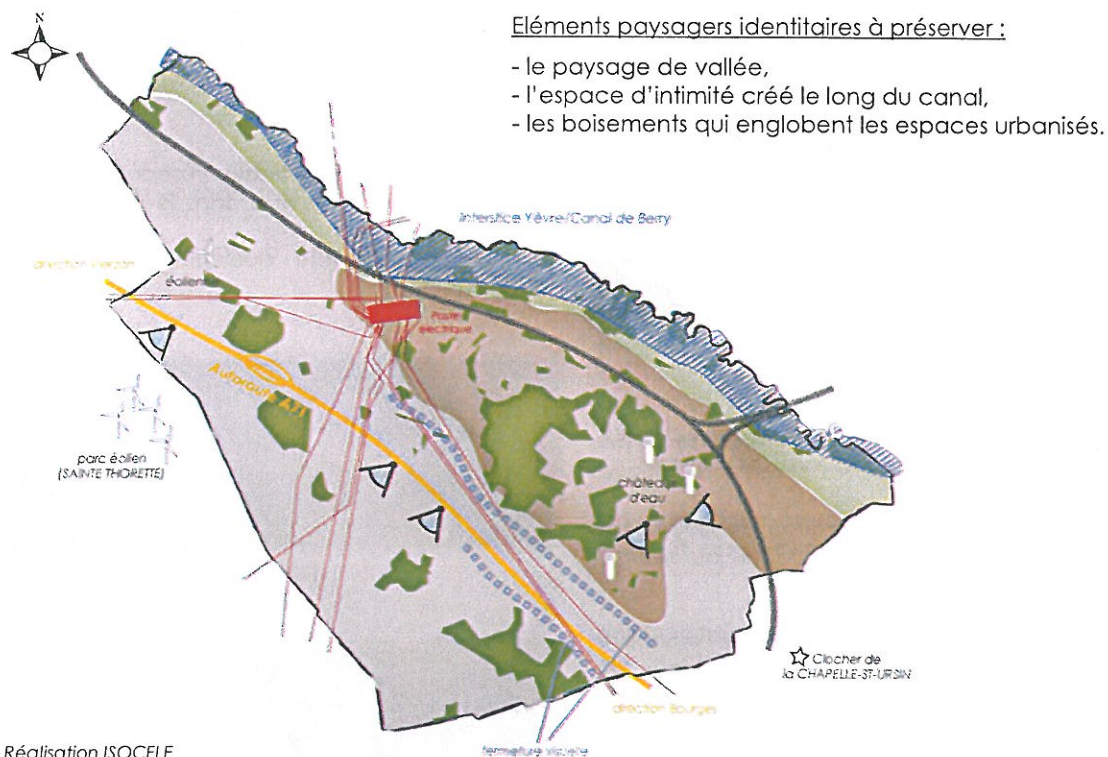 N
Eléments paysagers identitaires à préserver :
- le paysage de vallée,
- l'espace d'intimité créé le long du canal,
- les boisements qui englobent les espaces urbanisés.
Interstice Yèvre/Canal de Berry
direction Vierzon
éolienne
Poste
électrique
Autoroute A71
parc éolien
(SAINTE THORETTE)
châteaux
d'eau
Clocher de
la CHAPELLE-ST-URSIN
direction Bourges
fermeture visuelle
Réalisation ISOCELE